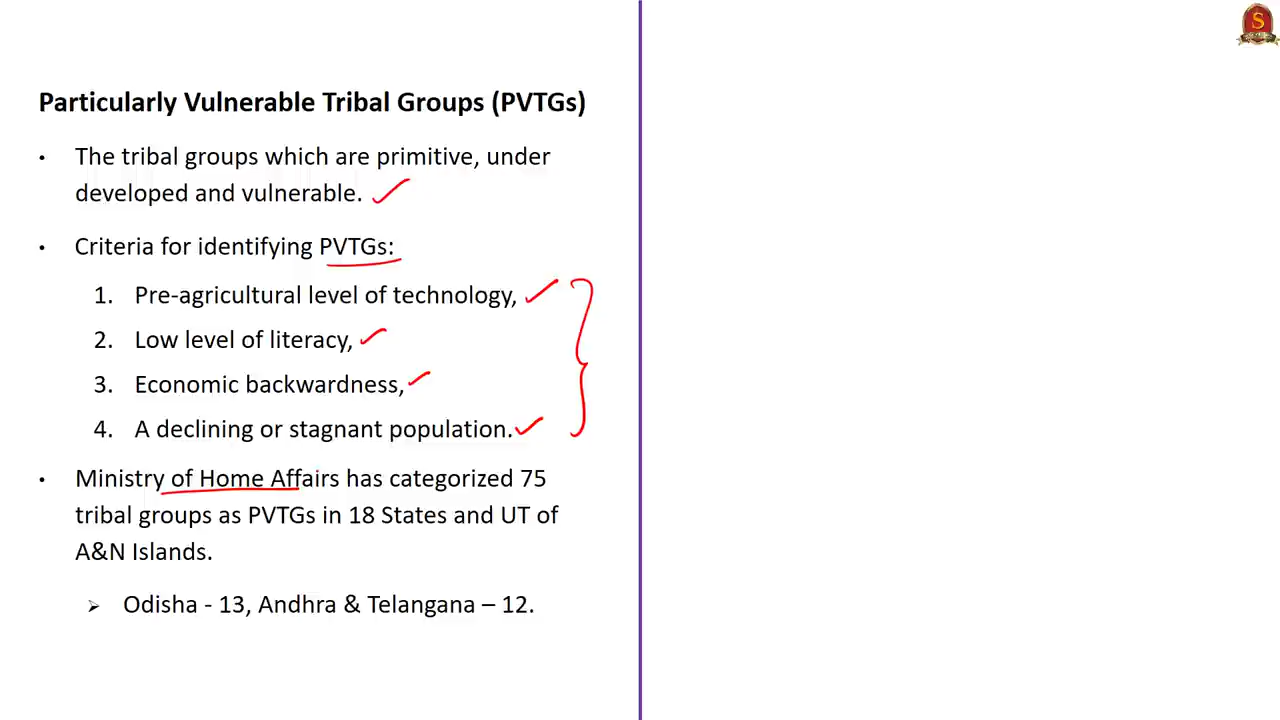 Particularly Vulnerable Tribal Groups (PVTGs)
• The tribal groups which are primitive, under
developed and vulnerable.
• Criteria for identifying PVTGs:
1. Pre-agricultural level of technology,
2. Low level of literacy,
3. Economic backwardness,
4. A declining or stagnant population.
• Ministry of Home Affairs has categorized 75
tribal groups as PVTGs in 18 States and UT of
A&N Islands.
➢ Odisha - 13, Andhra & Telangana – 12.
S